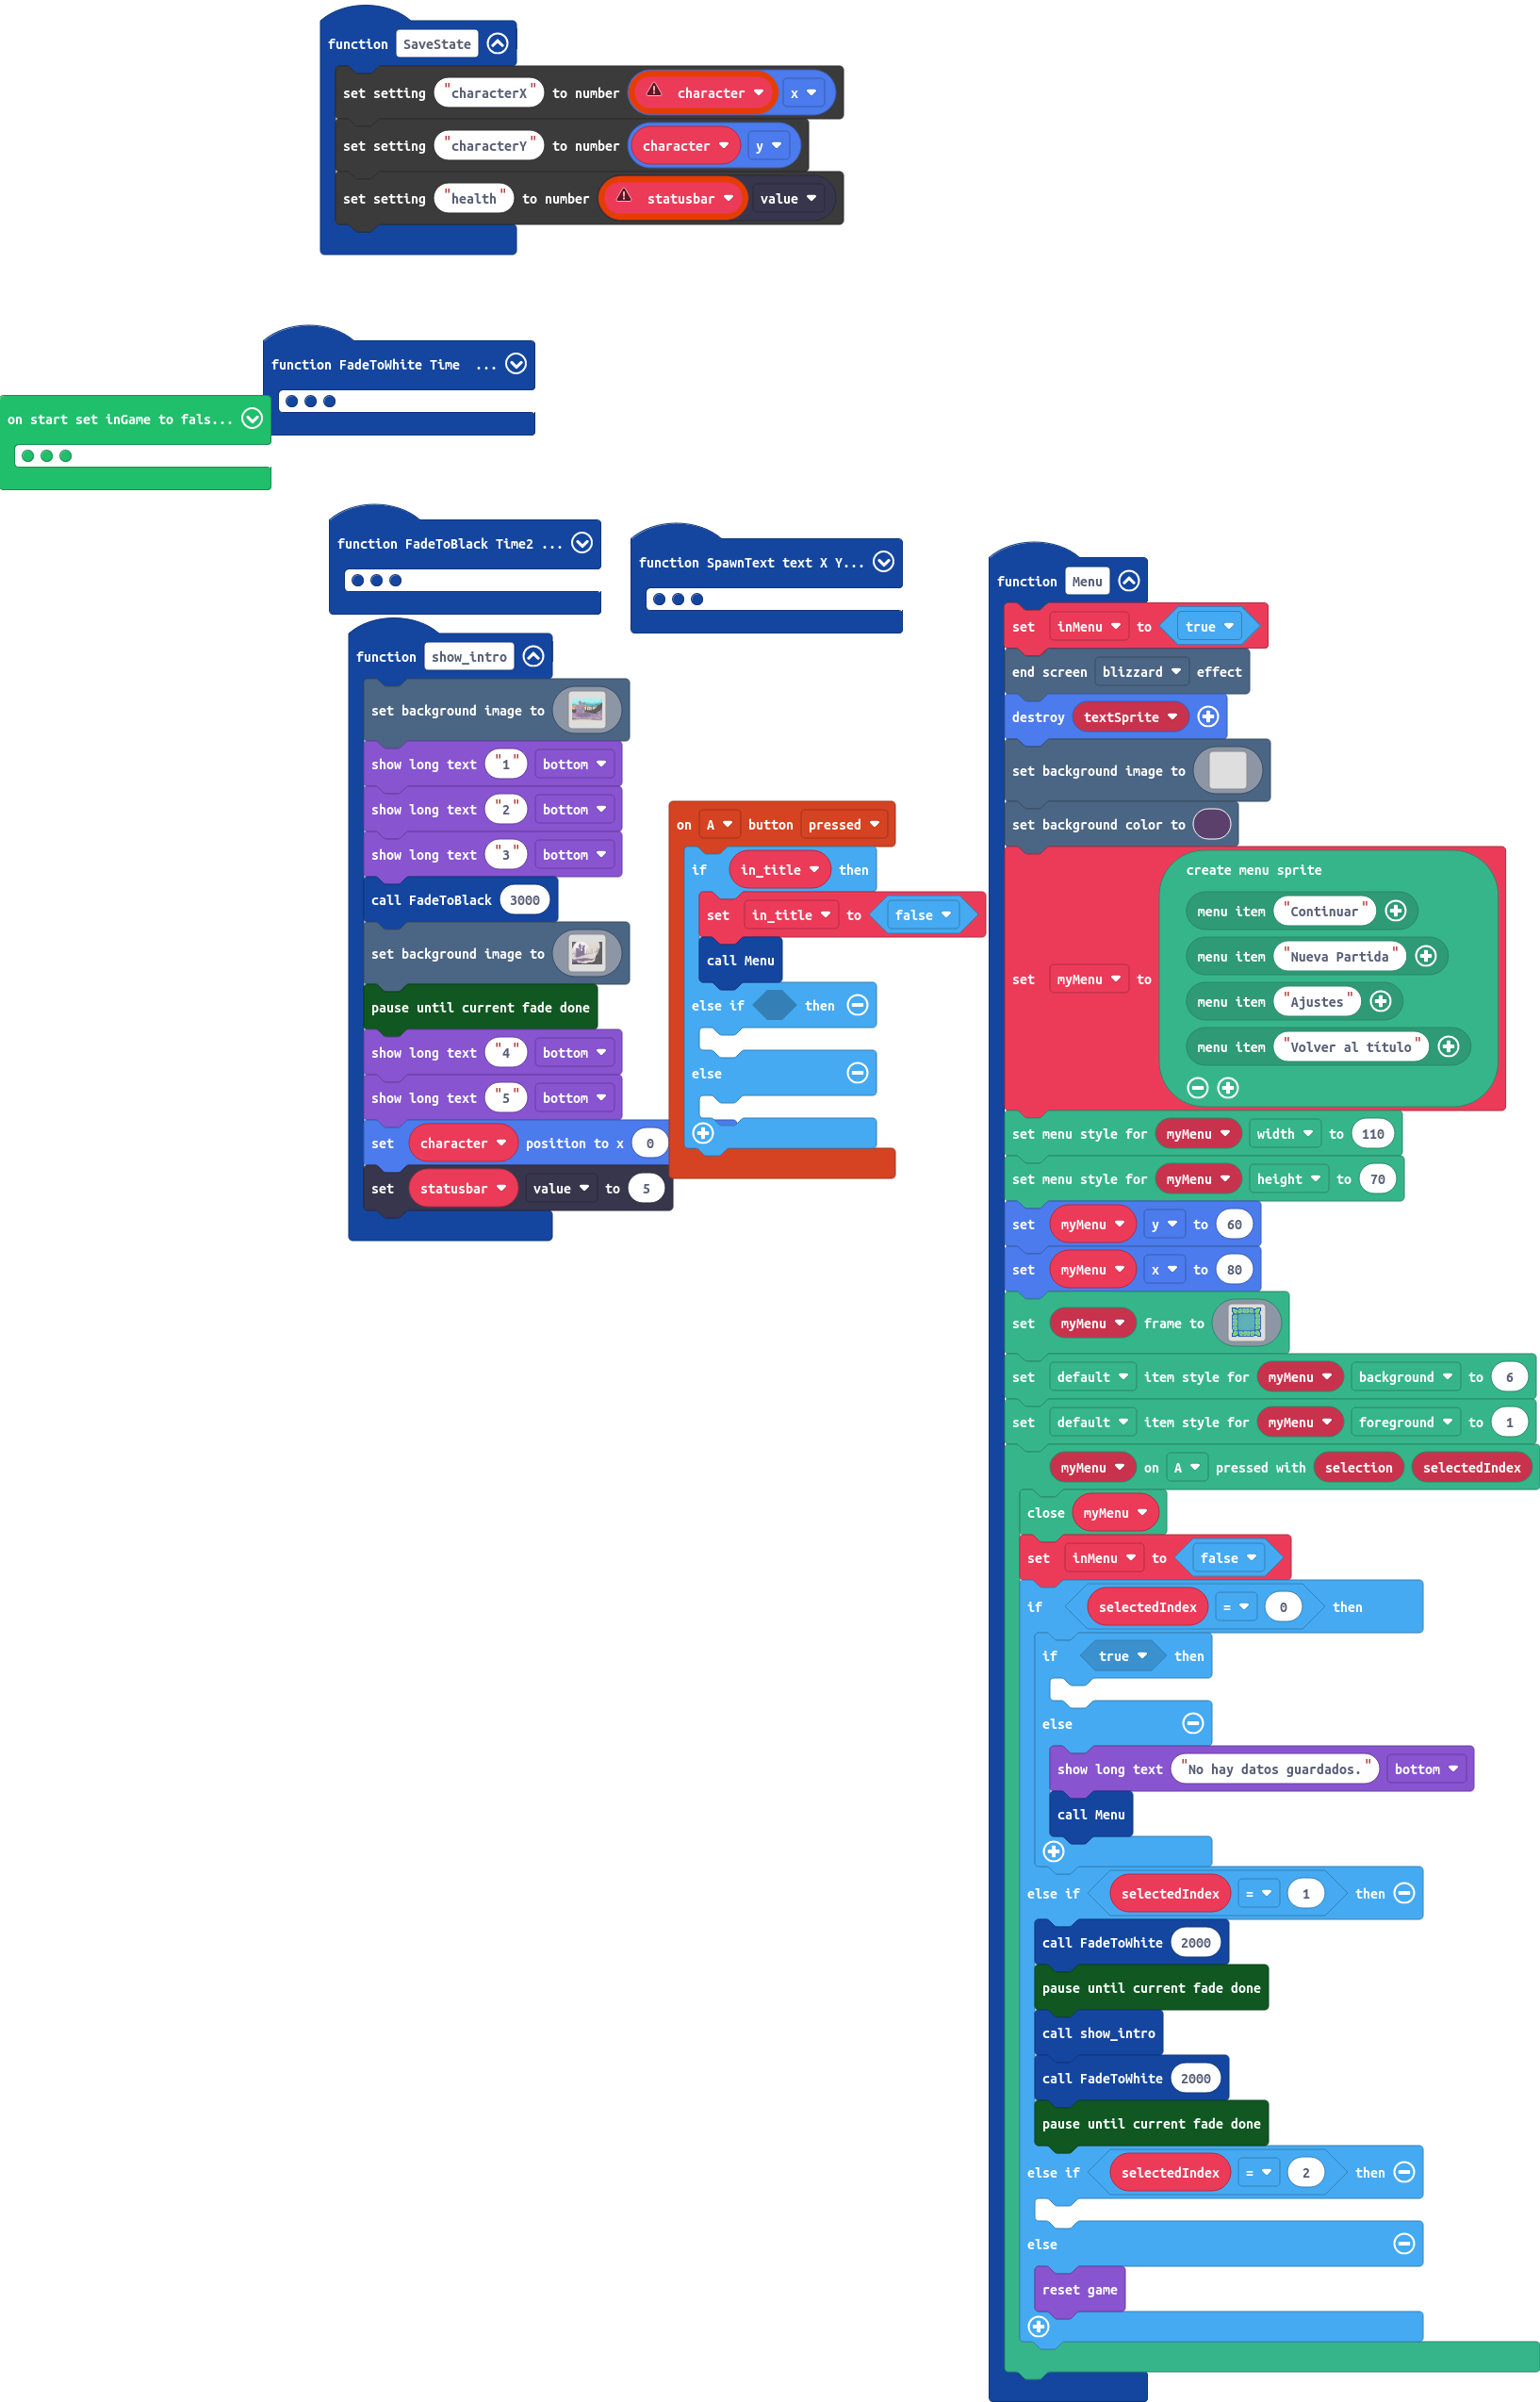 function SaveState
set setting "characterX" to number character x
set setting "characterY" to number character y
set setting "health" to number statusbar value
function FadeToWhite Time ...
on start set inGame to fals...
function FadeToBlack Time2 ...
function SpawnText text X Y...
function show_intro
set background image to
show long text "1" bottom
show long text "2" bottom
show long text "3" bottom
call FadeToBlack 3000
set background image to
pause until current fade done
show long text "4" bottom
show long text "5" bottom
set character position to x 0
set statusbar value to 5
on A button pressed
if in_title then
set in_title to false
call Menu
else if then
else
function Menu
set inMenu to true
end screen blizzard effect
destroy textSprite
set background image to
set background color to
set myMenu to
create menu sprite
menu item "Continuar"
menu item "Nueva Partida"
menu item "Ajustes"
menu item "Volver al título"
set menu style for myMenu width to 110
set menu style for myMenu height to 70
set myMenu y to 60
set myMenu x to 80
set myMenu frame to
set default item style for myMenu background to 6
set default item style for myMenu foreground to 1
myMenu on A pressed with selection selectedIndex
close myMenu
set inMenu to false
if selectedIndex = 0 then
if true then
else
show long text "No hay datos guardados." bottom
call Menu
else if selectedIndex = 1 then
call FadeToWhite 2000
pause until current fade done
call show_intro
call FadeToWhite 2000
pause until current fade done
else if selectedIndex = 2 then
else
reset game